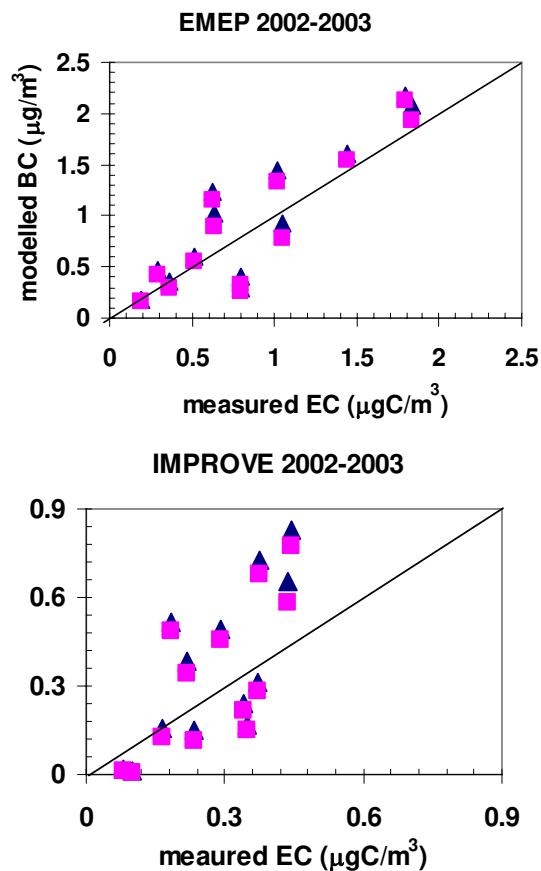 EMEP 2002-2003
2.5
2
1.5
1
0.5
0
modelled BC (μg/m³)
0 0.5 1 1.5 2 2.5
measured EC (μgC/m³)
IMPROVE 2002-2003
0.9
0.6
0.3
0
0 0.3 0.6 0.9
meaured EC (μgC/m³)